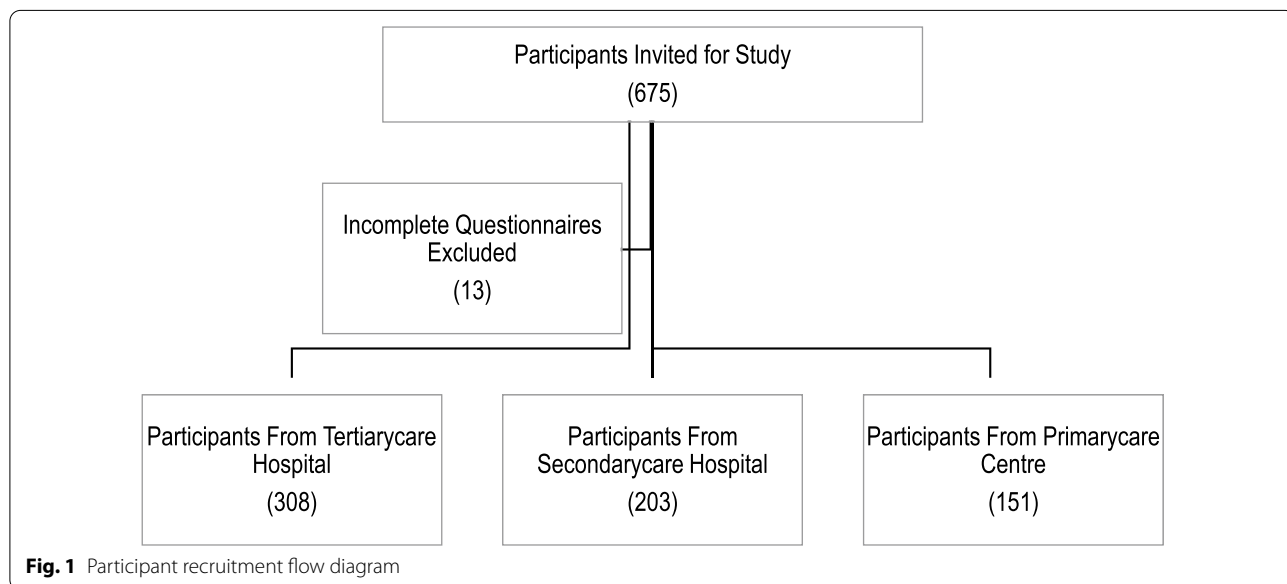 Participants Invited for Study
(675)
Incomplete Questionnaires
Excluded
(13)
Participants From Tertiarycare
Hospital
(308)
Participants From
Secondarycare Hospital
(203)
Participants From Primarycare
Centre
(151)
Fig. 1 Participant recruitment flow diagram